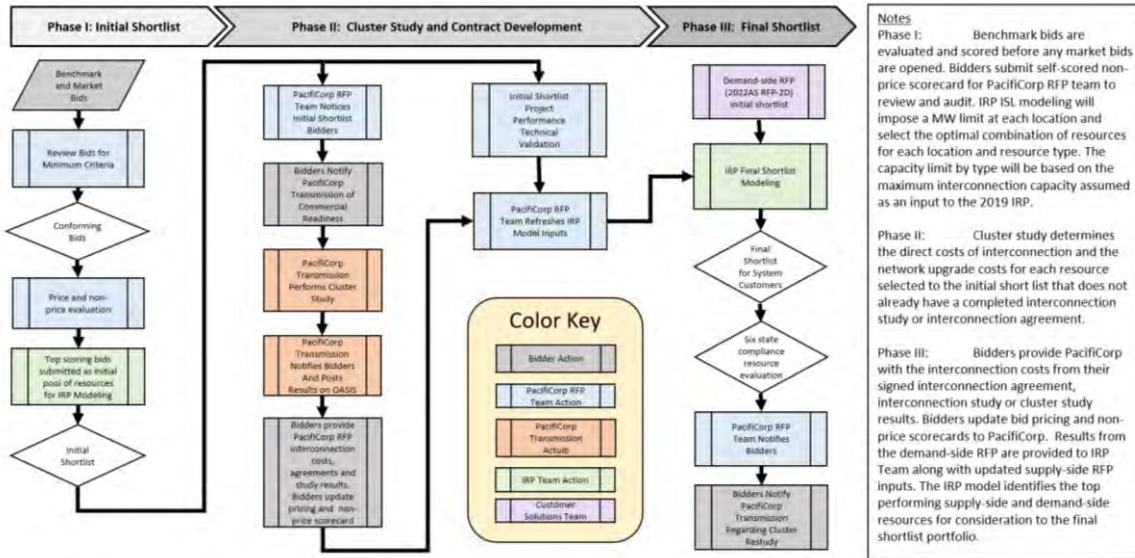 Phase I: Initial Shortlist
Phase II: Cluster Study and Contract Development
Phase III: Final Shortlist
Benchmark
and Market
Bids
Review Bids for
Minimum Criteria
Conforming
Bids
Price and non-
price evaluation
Top scoring bids
submitted as initial
pool of resources
for IRP Modeling
Initial
Shortlist
PacifiCorp RFP
Team Notices
Initial Shortlist
Bidders
Bidders Notify
PacifiCorp
Transmission of
Commercial
Readiness
PacifiCorp
Transmission
Performs Cluster
Study
PacifiCorp
Transmission
Notifies Bidders
And Posts
Results on OASIS
Bidders provide
PacifiCorp RFP
interconnection
costs,
agreements and
study results.
Bidders update
pricing and non-
price scorecard
Initial Shortlist
Project
Performance
Technical
Validation
PacifiCorp RFP
Team Refreshes IRP
Model Inputs
Color Key
Bidder Action
PacifiCorp RFP
Team Action
PacifiCorp
Transmission
IRP Team Action
Customer
Solutions Team
Demand-side RFP
(2022AS RFP-2D)
initial shortlist
IRP Final Shortlist
Modeling
Final
Shortlist
for System
Customers
Six state
compliance
resource
evaluation
PacifiCorp RFP
Team Notifies
Bidders
Bidders Notify
PacifiCorp
Transmission
Regarding Cluster
Restudy
Notes
Phase I: Benchmark bids are
evaluated and scored before any market bids
are opened. Bidders submit self-scored non-
price scorecard for PacifiCorp RFP team to
review and audit. IRP ISL modeling will
impose a MW limit at each location and
select the optimal combination of resources
for each location and resource type. The
capacity limit by type will be based on the
maximum interconnection capacity assumed
as an input to the 2019 IRP.
Phase II: Cluster study determines
the direct costs of interconnection and the
network upgrade costs for each resource
selected to the initial short list that does not
already have a completed interconnection
study or interconnection agreement.
Phase III: Bidders provide PacifiCorp
with the interconnection costs from their
signed interconnection agreement,
interconnection study or cluster study
results. Bidders update bid pricing and non-
price scorecards to PacifiCorp. Results from
the demand-side RFP are provided to IRP
Team along with updated supply-side RFP
inputs. The IRP model identifies the top
performing supply-side and demand-side
resources for consideration to the final
shortlist portfolio.